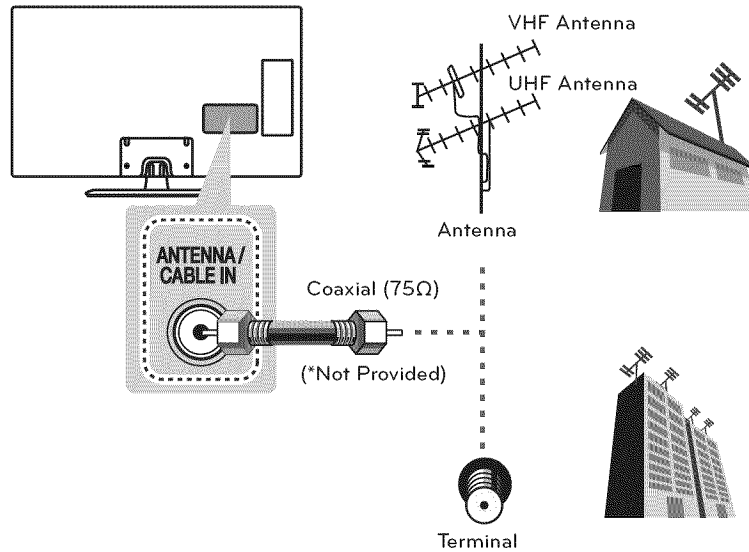 VHF Antenna
UHF Antenna
Antenna
ANTENNA /
CABLE IN
Coaxial (75Ω)
(*Not Provided)
Terminal